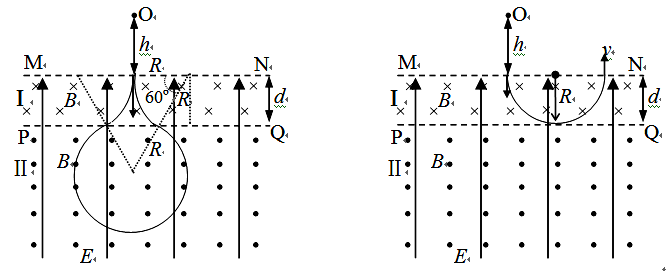 O
h
M R N
I B 60° R d
P Q
II B R
E
O
h
M v N
I B R d
P Q
II B
E